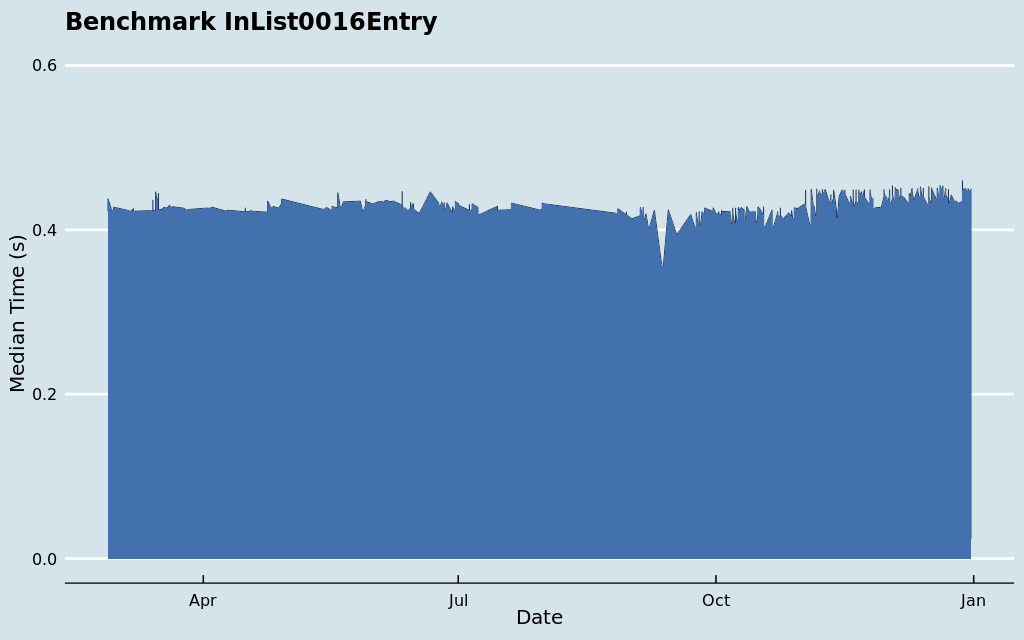 Benchmark InList0016Entry
0.6
0.4
0.2
0.0
Median Time (s)
Apr
Jul
Oct
Jan
Date